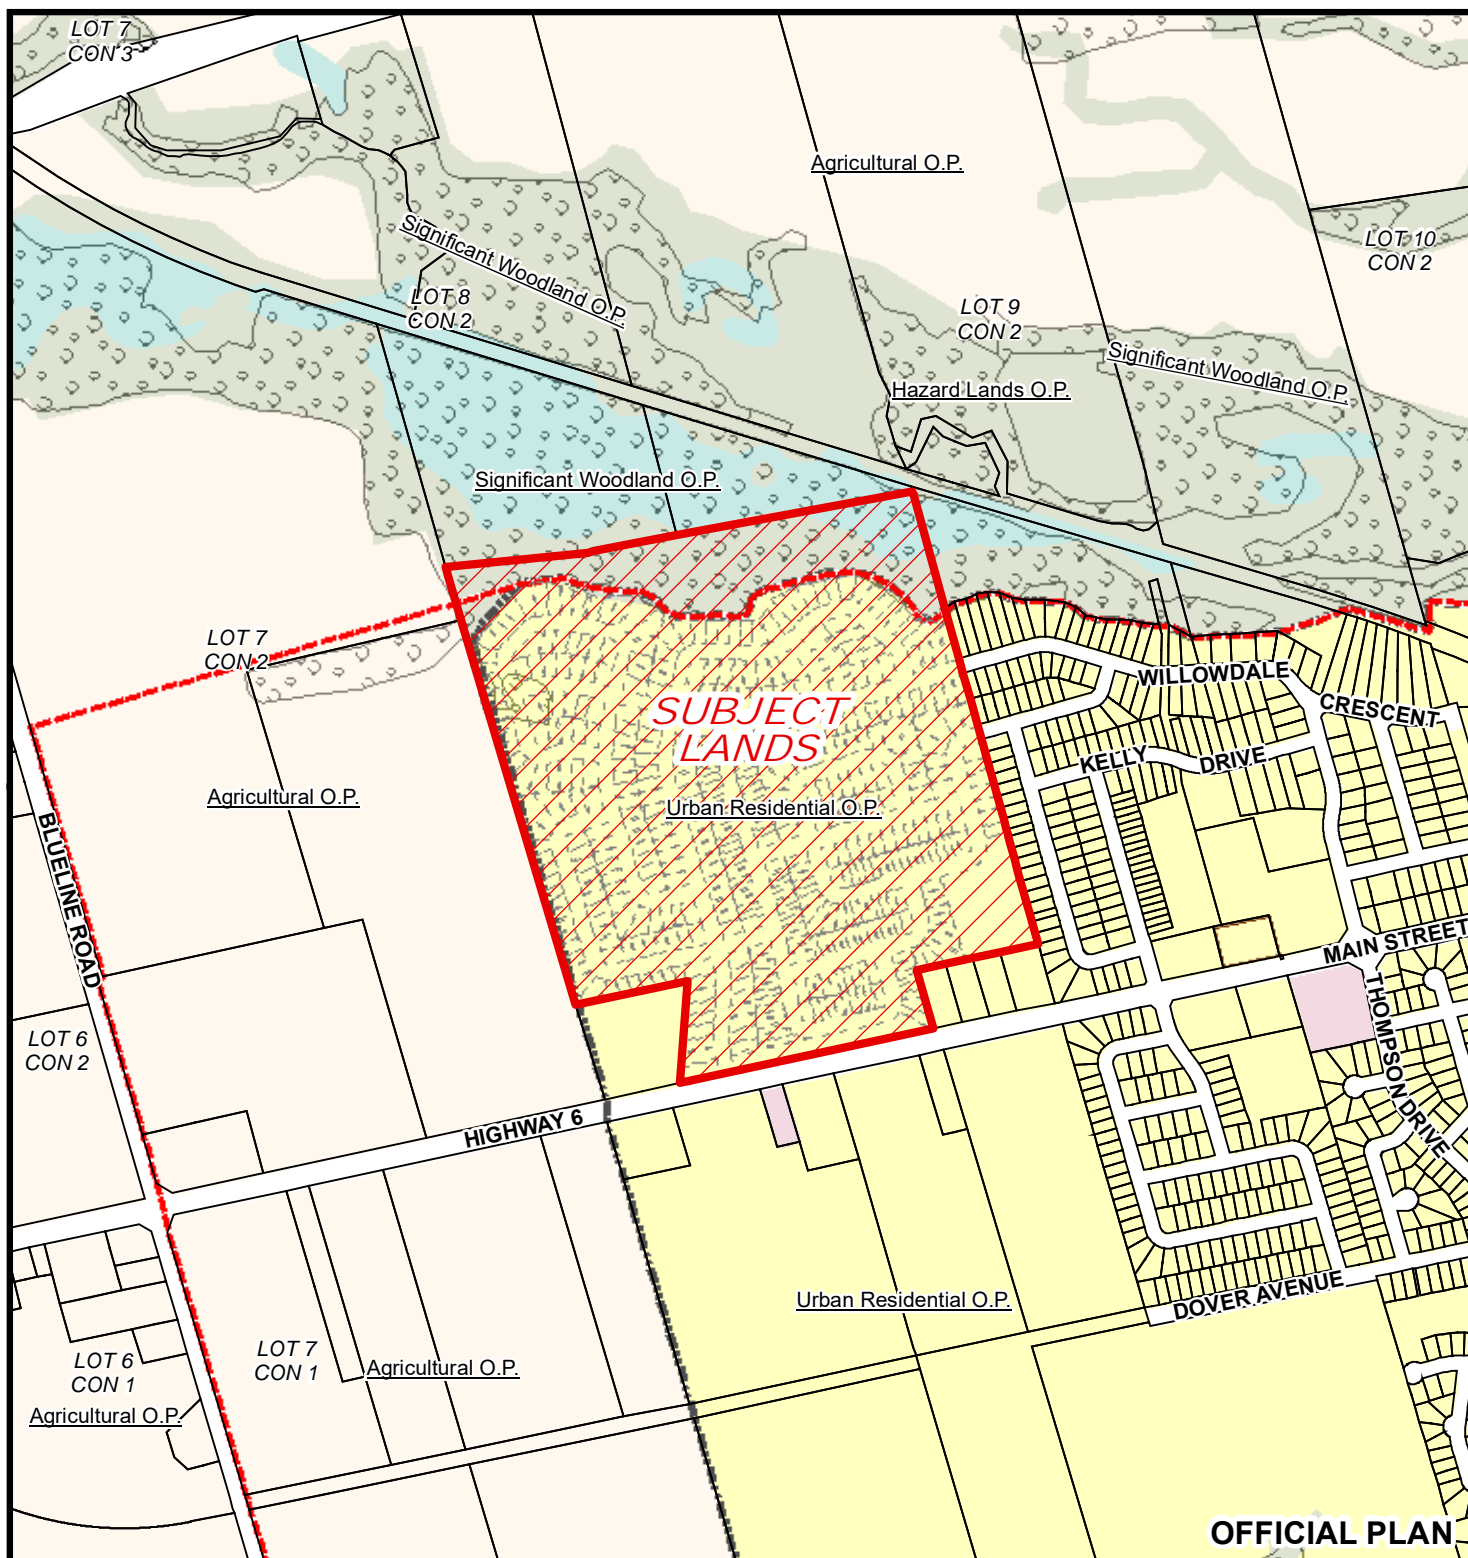 LOT 7
CON 3
Agricultural O.P.
Significant Woodland O.P.
LOT 10
CON 2
LOT 8
CON 2
LOT 9
CON 2
Significant Woodland O.P.
Hazard Lands O.P.
Significant Woodland O.P.
LOT 7
CON 2
WILLOWDALE
CRESCENT
SUBJECT
LANDS
KELLY
DRIVE
Agricultural O.P.
Urban Residential O.P.
BLUELINE ROAD
MAIN STREET
THOMPSON DRIVE
LOT 6
CON 2
HIGHWAY 6
Urban Residential O.P.
DOVER AVENUE
LOT 7
CON 1
LOT 6
CON 1
Agricultural O.P.
Agricultural O.P.
OFFICIAL PLAN